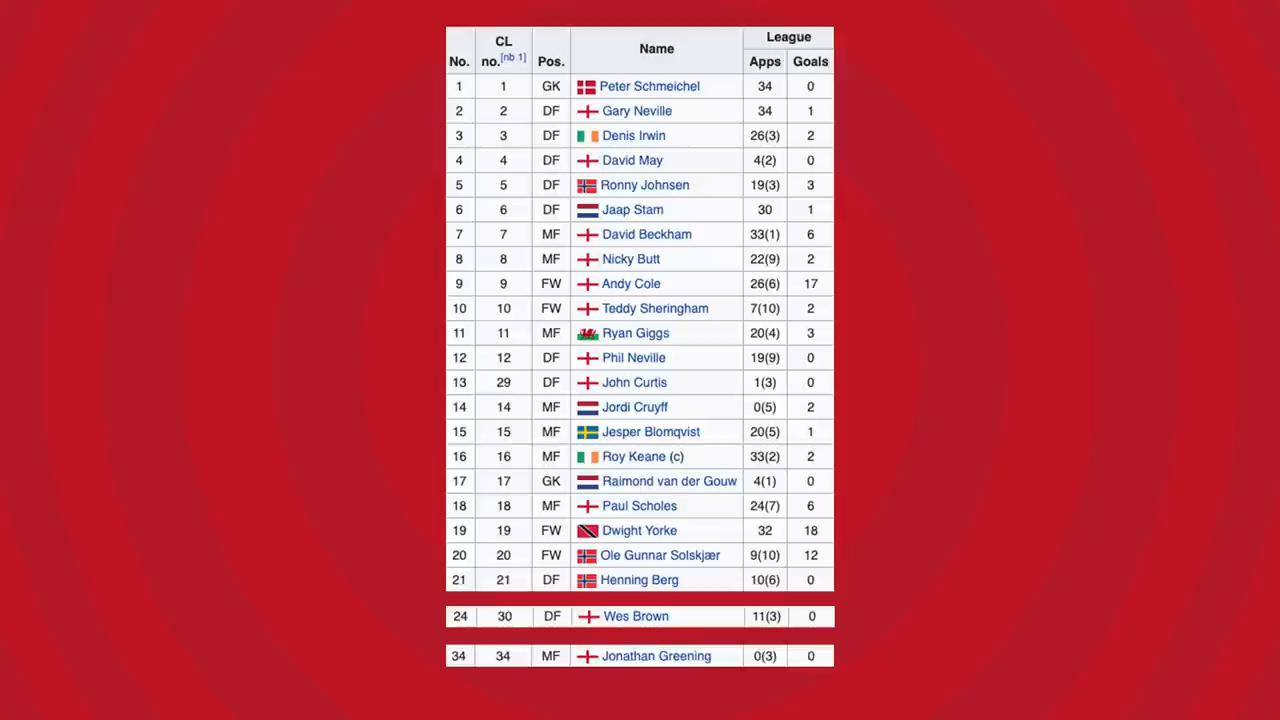 No. CL no.[nb 1] Pos. Name League
Apps Goals
1 1 GK Peter Schmeichel 34 0
2 2 DF Gary Neville 34 1
3 3 DF Denis Irwin 26(3) 2
4 4 DF David May 4(2) 0
5 5 DF Ronny Johnsen 19(3) 3
6 6 DF Jaap Stam 30 1
7 7 MF David Beckham 33(1) 6
8 8 MF Nicky Butt 22(9) 2
9 9 FW Andy Cole 26(6) 17
10 10 FW Teddy Sheringham 7(10) 2
11 11 MF Ryan Giggs 20(4) 3
12 12 DF Phil Neville 19(9) 0
13 29 DF John Curtis 1(3) 0
14 14 MF Jordi Cruyff 0(5) 2
15 15 MF Jesper Blomqvist 20(5) 1
16 16 MF Roy Keane (c) 33(2) 2
17 17 GK Raimond van der Gouw 4(1) 0
18 18 MF Paul Scholes 24(7) 6
19 19 FW Dwight Yorke 32 18
20 20 FW Ole Gunnar Solskjær 9(10) 12
21 21 DF Henning Berg 10(6) 0
24 30 DF Wes Brown 11(3) 0
34 34 MF Jonathan Greening 0(3) 0